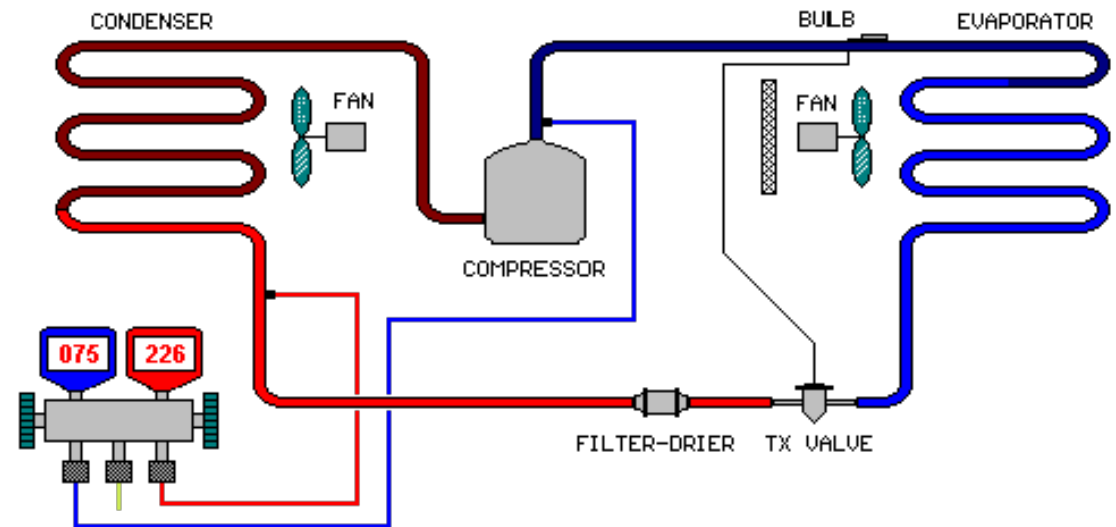 CONDENSER
BULB
EVAPORATOR
FAN
FAN
COMPRESSOR
075
226
FILTER-DRIER
TX VALVE